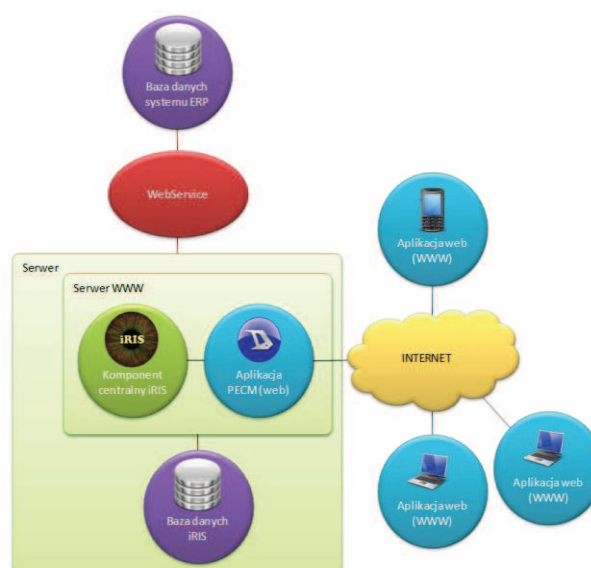 Baza danych
systemu ERP
WebService
Aplikacja web
(WWW)
Serwer
Serwer WWW
iRIS
Komponent
centralny iRIS
Aplikacja
PECM (web)
INTERNET
Baza danych
iRIS
Aplikacja web
(WWW)
Aplikacja web
(WWW)